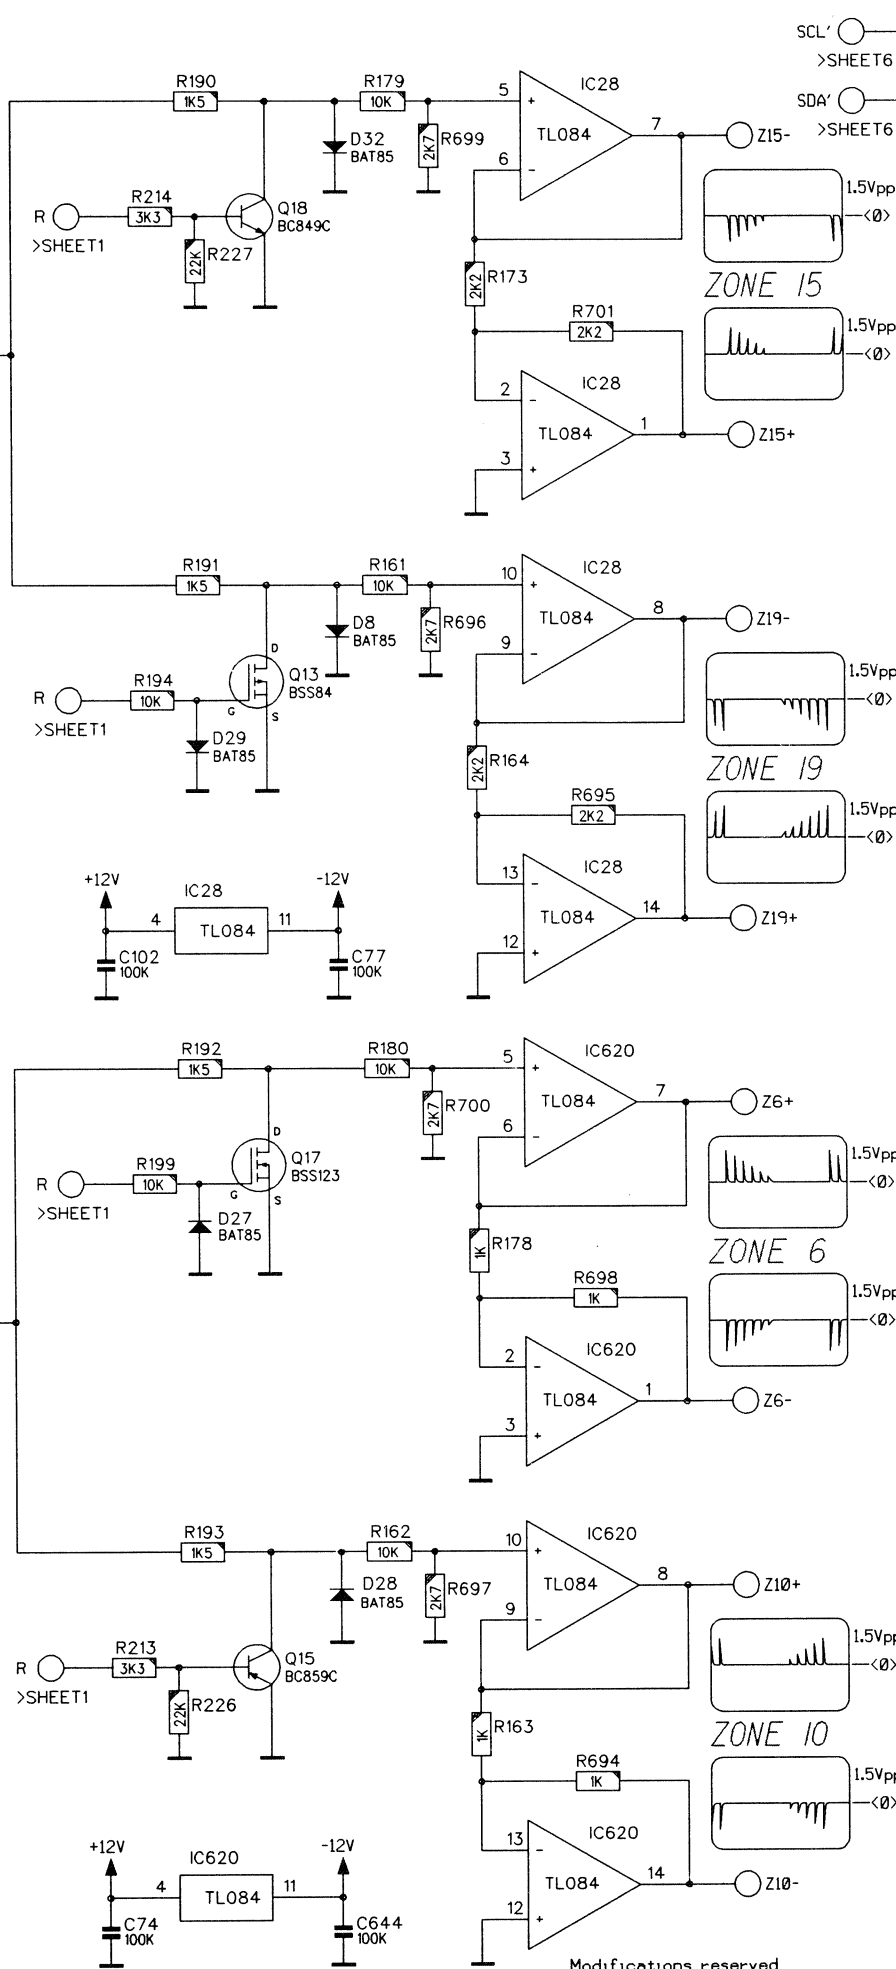 SCL'
>SHEET6
SDA'
>SHEET6
R190
1K5
R179
10K
5
+
IC28
TL084
7
Z15-
D32
BAT85
R699
2K7
6
-
1.5Vpp
<0>
R
>SHEET1
R214
3K3
Q18
BC849C
R227
22K
ZONE 15
R173
2K2
R701
2K2
1.5Vpp
<0>
IC28
2
-
TL084
1
Z15+
3
+
R191
1K5
R161
10K
10
+
IC28
TL084
8
Z19-
D8
BAT85
R696
2K7
9
-
D
Q13
BSS84
G
S
R
>SHEET1
R194
10K
D29
BAT85
1.5Vpp
<0>
ZONE 19
R164
2K2
R695
2K2
1.5Vpp
<0>
IC28
13
-
TL084
14
Z19+
12
+
+12V
IC28
-12V
4
TL084
11
C102
100K
C77
100K
R192
1K5
R180
10K
5
+
IC620
TL084
7
Z6+
R700
2K7
6
-
D
Q17
BSS123
G
S
R
>SHEET1
R199
10K
D27
BAT85
1.5Vpp
<0>
ZONE 6
R178
1K
R698
1K
1.5Vpp
<0>
IC620
2
-
TL084
1
Z6-
3
+
R193
1K5
R162
10K
10
+
IC620
TL084
8
Z10+
D28
BAT85
R697
2K7
9
-
R
>SHEET1
R213
3K3
Q15
BC859C
R226
22K
1.5Vpp
<0>
ZONE 10
R163
1K
R694
1K
1.5Vpp
<0>
IC620
13
-
TL084
14
Z10-
12
+
+12V
IC620
-12V
4
TL084
11
C74
100K
C644
100K
Modifications reserved